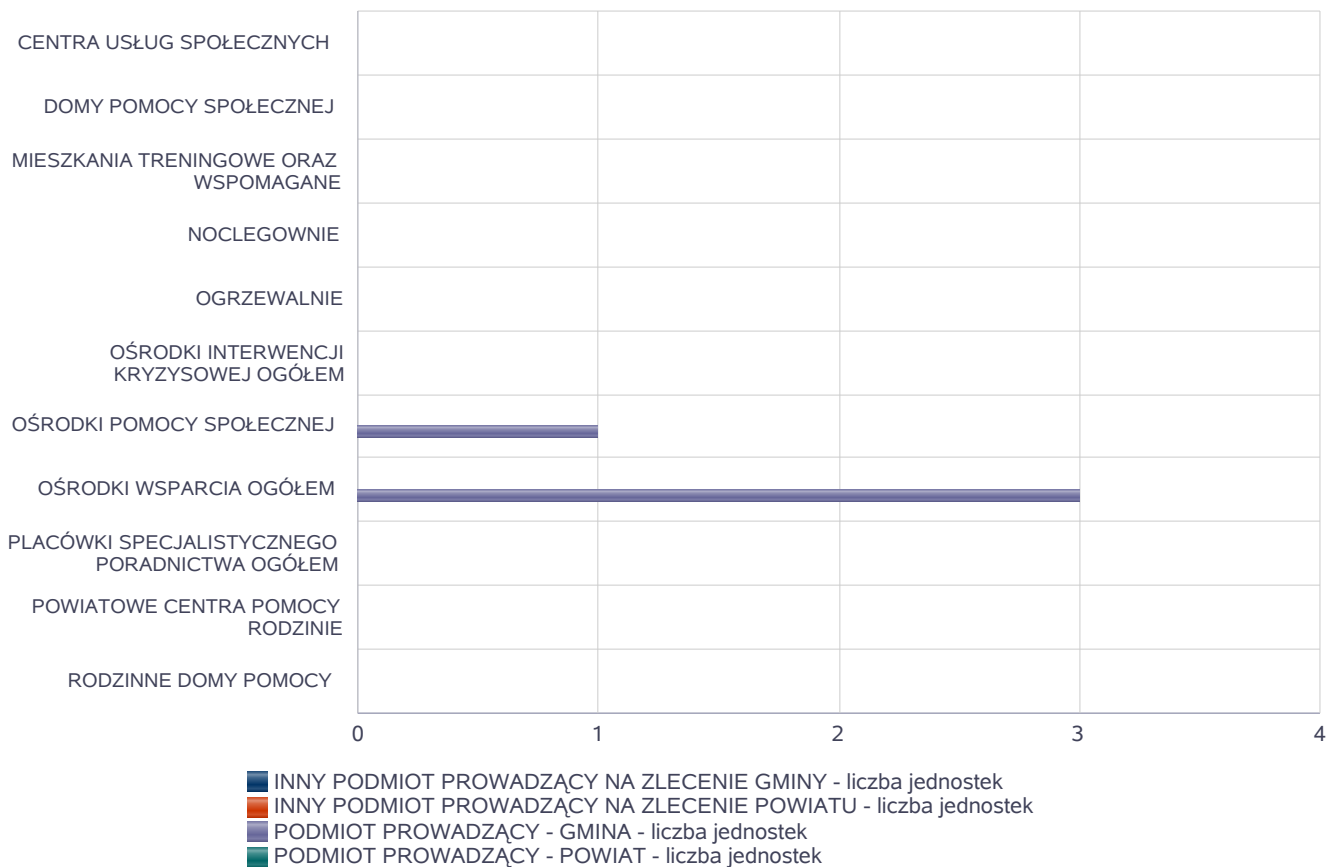 CENTRA USŁUG SPOŁECZNYCH
DOMY POMOCY SPOŁECZNEJ
MIESZKANIA TRENINGOWE ORAZ
WSPOMAGANE
NOCLEGOWNIE
OGRZEWALNIE
OŚRODKI INTERWENCJI
KRYZYSOWEJ OGÓŁEM
OŚRODKI POMOCY SPOŁECZNEJ
OŚRODKI WSPARCIA OGÓŁEM
PLACÓWKI SPECJALISTYCZNEGO
PORADNICTWA OGÓŁEM
POWIATOWE CENTRA POMOCY
RODZINIE
RODZINNE DOMY POMOCY
0 1 2 3 4
INNY PODMIOT PROWADZĄCY NA ZLECENIE GMINY - liczba jednostek
INNY PODMIOT PROWADZĄCY NA ZLECENIE POWIATU - liczba jednostek
PODMIOT PROWADZĄCY - GMINA - liczba jednostek
PODMIOT PROWADZĄCY - POWIAT - liczba jednostek